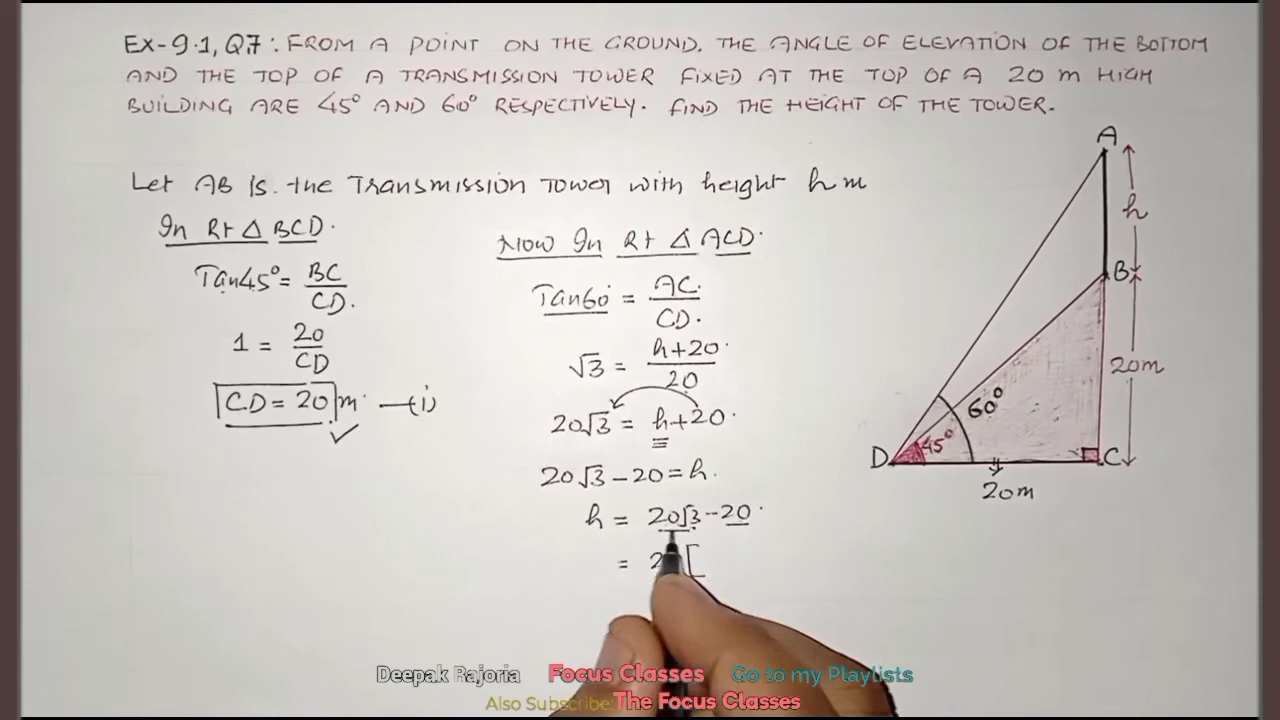 Ex-9.1, Q7: FROM A POINT ON THE GROUND. THE ANGLE OF ELEVATION OF THE BOTTOM
AND THE TOP OF A TRANSMISSION TOWER FIXED AT THE TOP OF A 20 m HIGH
BUILDING ARE 45° AND 60° RESPECTIVELY. FIND THE HEIGHT OF THE TOWER.
Let AB is the Transmission Tower with height h m
In Rt Δ BCD.
Tan45° = BC/CD.
1 = 20/CD
CD = 20 m —(i)
Now In Rt Δ ACD.
Tan60° = AC/CD.
√3 = h+20/20
20√3 = h+20.
20√3 - 20 = h.
h = 20√3 - 20.
= 2 [
A
h
B
20m
60°
45°
D
C
20m
Deepak Rajoria Focus Classes Go to my Playlists
Also Subscribe: The Focus Classes